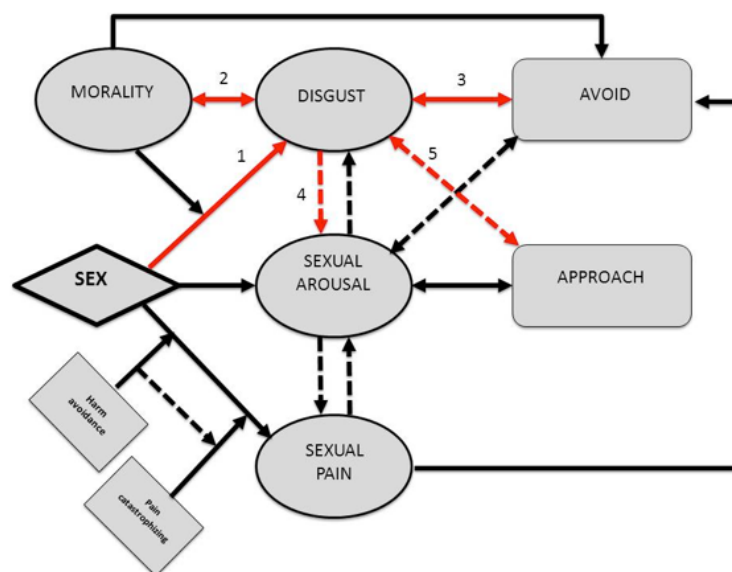 MORALITY
2
DISGUST
3
AVOID
1
5
4
SEX
SEXUAL
AROUSAL
APPROACH
Harm
avoidance
SEXUAL
PAIN
Pain
catastrophizing